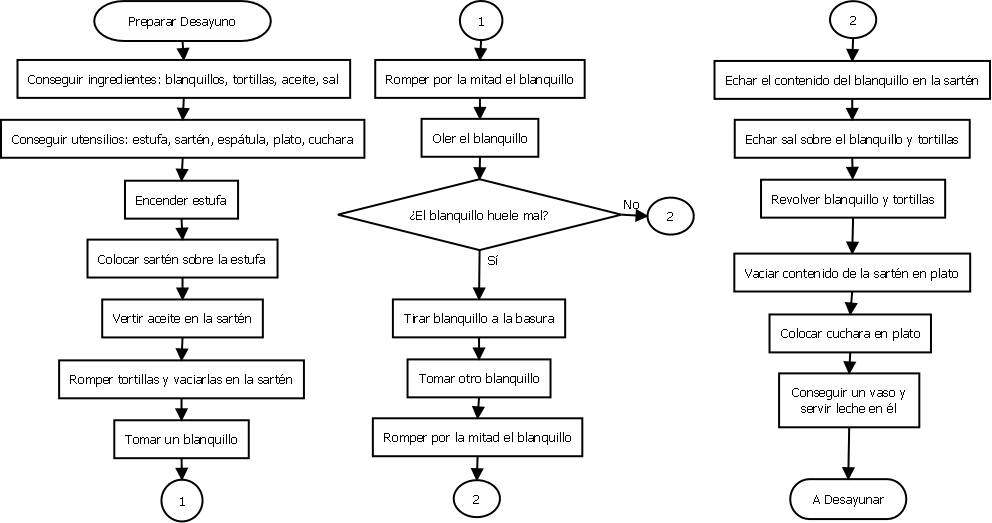 Preparar Desayuno
Conseguir ingredientes: blanquillos, tortillas, aceite, sal
Conseguir utensilios: estufa, sartén, espátula, plato, cuchara
Encender estufa
Colocar sartén sobre la estufa
Vertir aceite en la sartén
Romper tortillas y vaciarlas en la sartén
Tomar un blanquillo
1
1
Romper por la mitad el blanquillo
Oler el blanquillo
¿El blanquillo huele mal?
No
2
Sí
Tirar blanquillo a la basura
Tomar otro blanquillo
Romper por la mitad el blanquillo
2
2
Echar el contenido del blanquillo en la sartén
Echar sal sobre el blanquillo y tortillas
Revolver blanquillo y tortillas
Vaciar contenido de la sartén en plato
Colocar cuchara en plato
Conseguir un vaso y
servir leche en él
A Desayunar